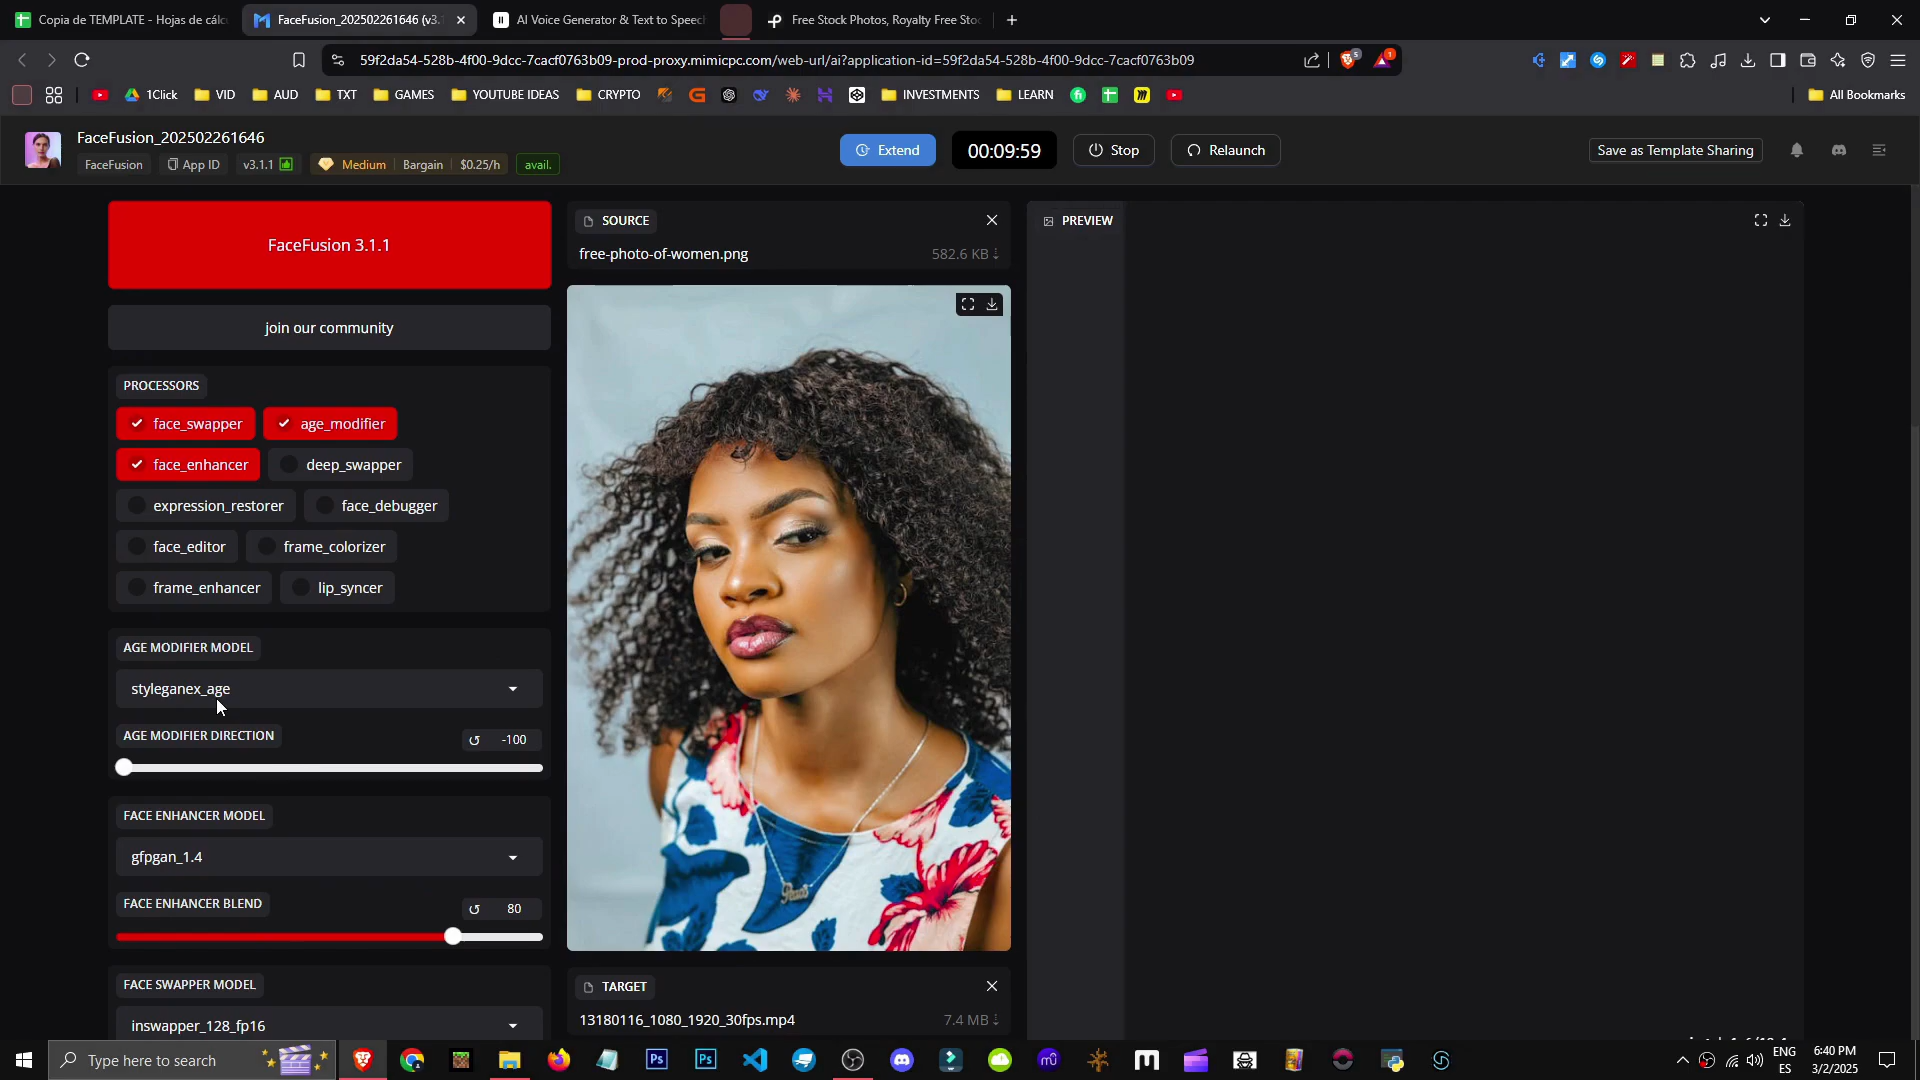 Copia de TEMPLATE - Hojas de cálc
FaceFusion_202502261646 (v3.
AI Voice Generator & Text to Speec
Free Stock Photos, Royalty Free Sto
59f2da54-528b-4f00-9dcc-7cacf0763b09-prod-proxy.mimicpc.com/web-url/ai?application-id=59f2da54-528b-4f00-9dcc-7cacf0763b09
5
1
1Click
VID
AUD
TXT
GAMES
YOUTUBE IDEAS
CRYPTO
INVESTMENTS
LEARN
All Bookmarks
FaceFusion_202502261646
FaceFusion
App ID
v3.1.1
Medium
Bargain
$0.25/h
avail.
Extend
00:09:59
Stop
Relaunch
Save as Template Sharing
FaceFusion 3.1.1
join our community
PROCESSORS
face_swapper
age_modifier
face_enhancer
deep_swapper
expression_restorer
face_debugger
face_editor
frame_colorizer
frame_enhancer
lip_syncer
AGE MODIFIER MODEL
styleganex_age
AGE MODIFIER DIRECTION
-100
FACE ENHANCER MODEL
gfpgan_1.4
FACE ENHANCER BLEND
80
FACE SWAPPER MODEL
inswapper_128_fp16
SOURCE
free-photo-of-women.png
582.6 KB
TARGET
13180116_1080_1920_30fps.mp4
7.4 MB
PREVIEW
Type here to search
ENG
ES
6:40 PM
3/2/2025